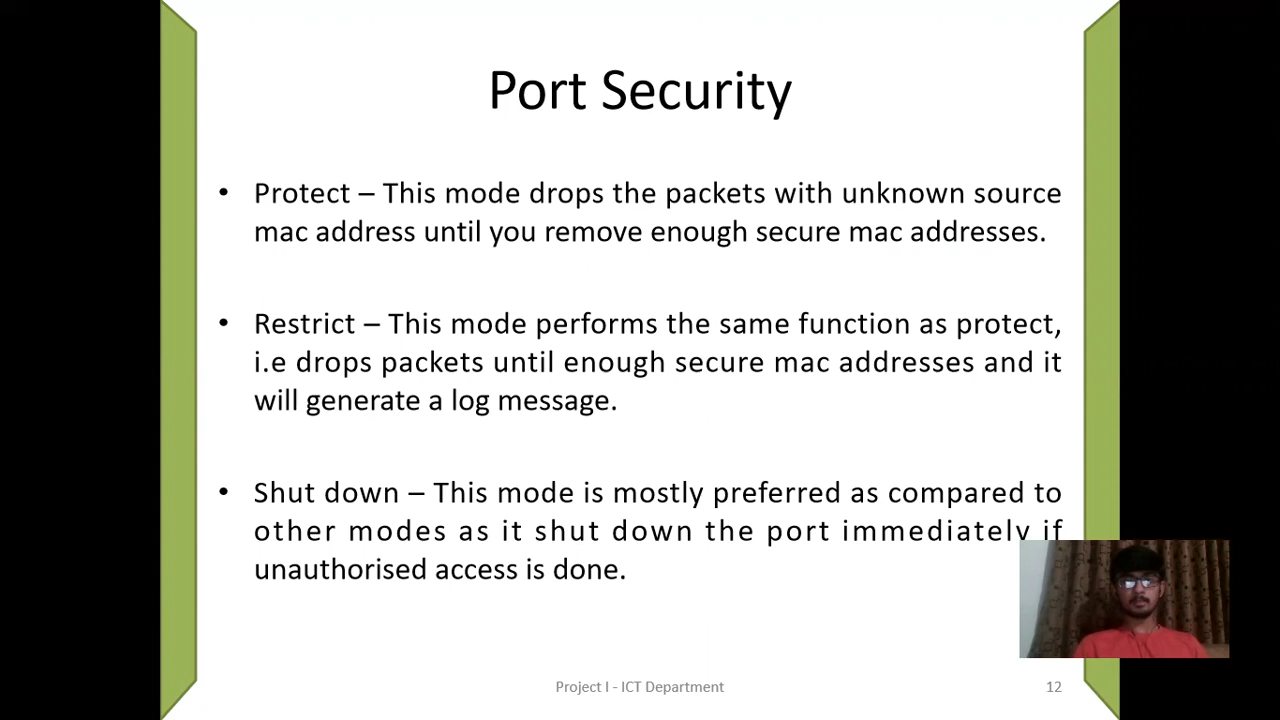 Port Security
• Protect – This mode drops the packets with unknown source
mac address until you remove enough secure mac addresses.
• Restrict – This mode performs the same function as protect,
i.e drops packets until enough secure mac addresses and it
will generate a log message.
• Shut down – This mode is mostly preferred as compared to
other modes as it shut down the port immediately if
unauthorised access is done.
Project I - ICT Department
12